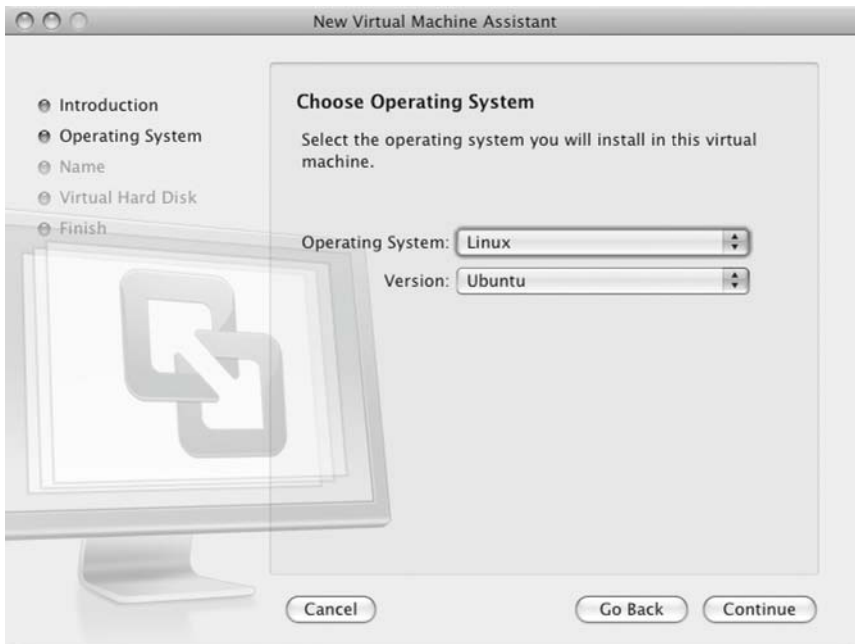 New Virtual Machine Assistant
Introduction
Operating System
Name
Virtual Hard Disk
Finish
Choose Operating System
Select the operating system you will install in this virtual
machine.
Operating System: Linux
Version: Ubuntu
Cancel
Go Back
Continue